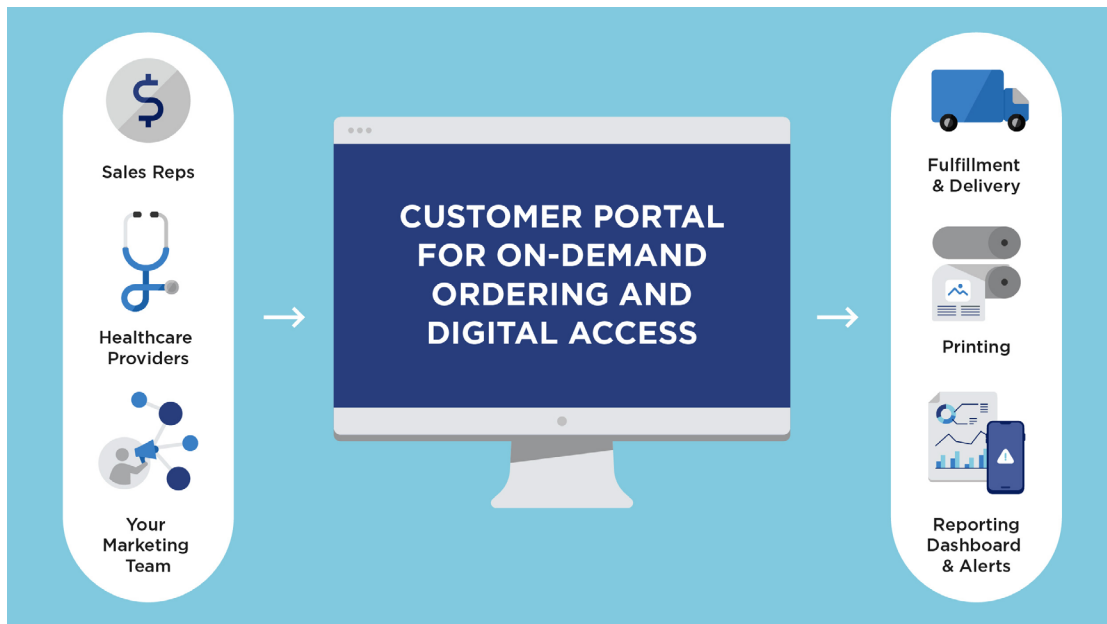 Sales Reps
Healthcare
Providers
Your
Marketing
Team
CUSTOMER PORTAL
FOR ON-DEMAND
ORDERING AND
DIGITAL ACCESS
Fulfillment
& Delivery
Printing
Reporting
Dashboard
& Alerts